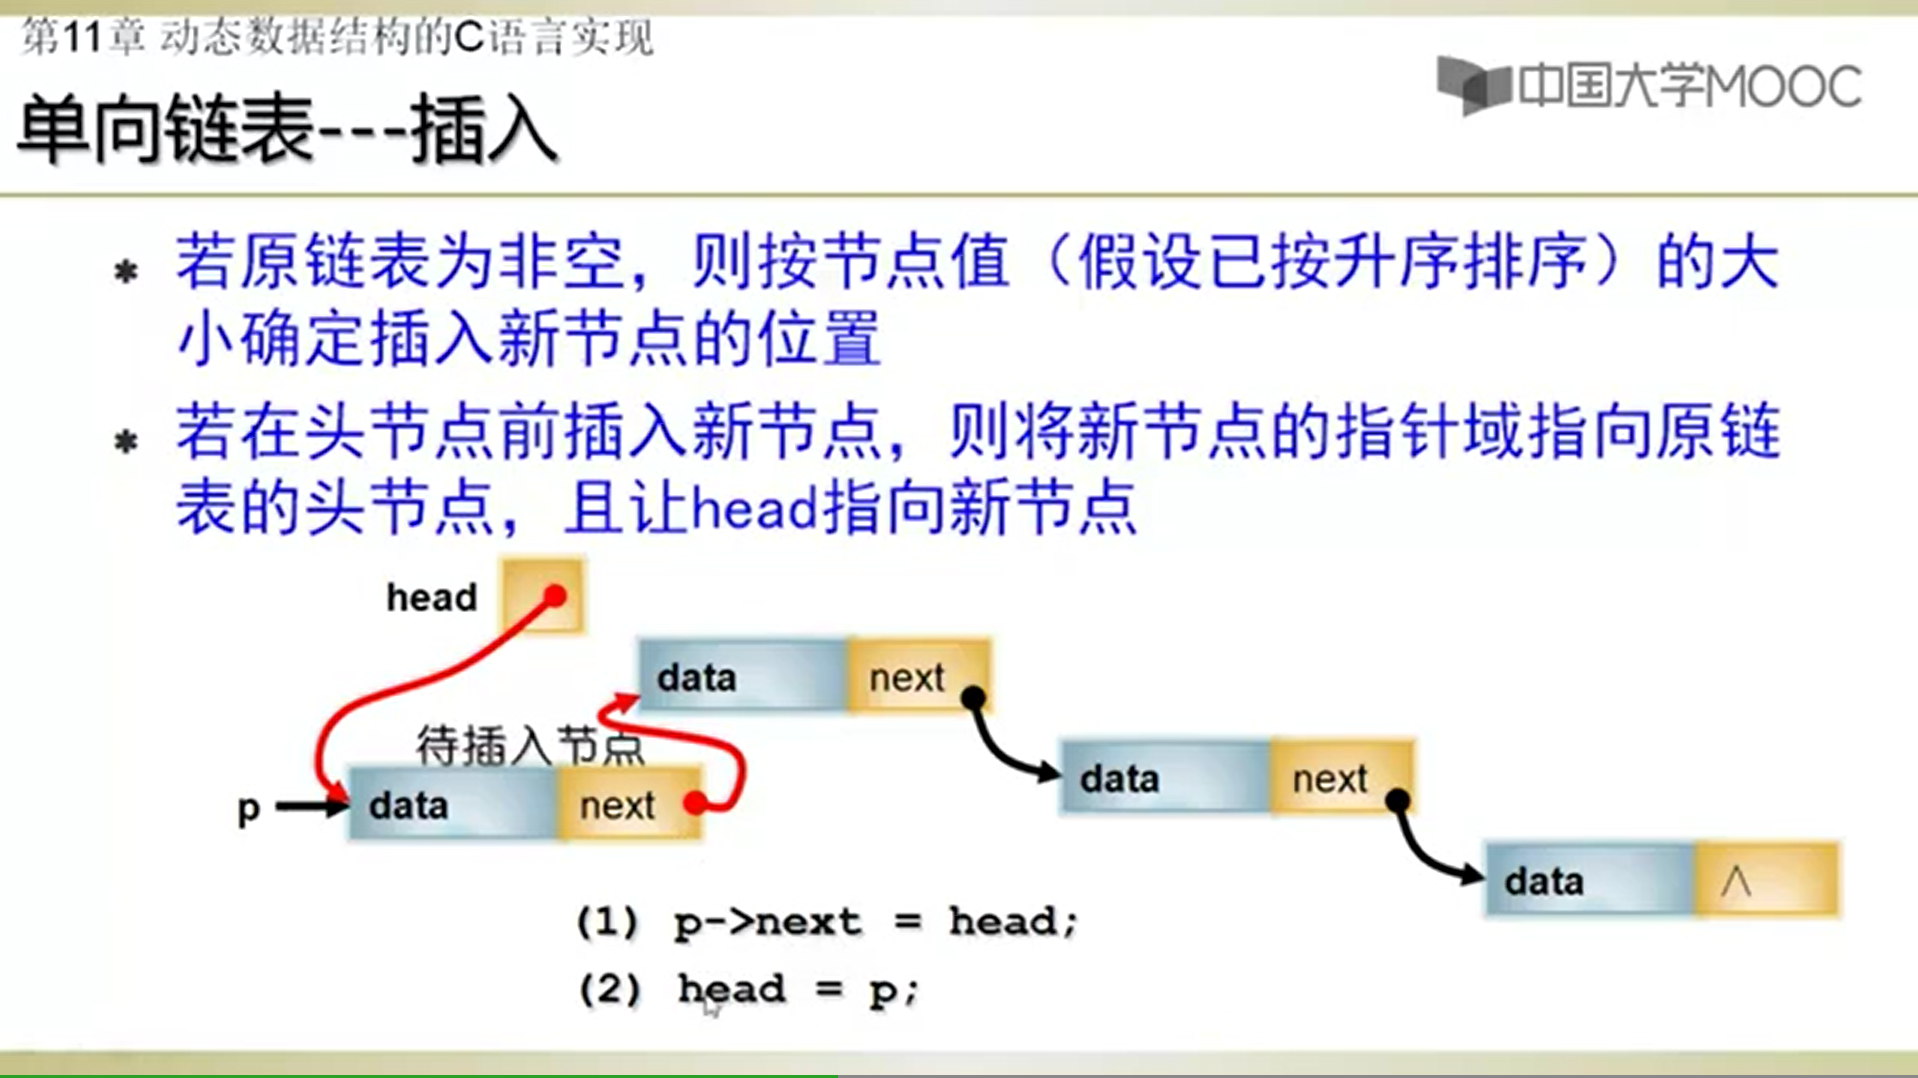 第11章 动态数据结构的C语言实现
中国大学MOOC
单向链表---插入
* 若原链表为非空，则按节点值（假设已按升序排序）的大
小确定插入新节点的位置
* 若在头节点前插入新节点，则将新节点的指针域指向原链
表的头节点，且让head指向新节点
head
data next
待插入节点
p data next
data next
data ∧
(1) p->next = head;
(2) head = p;